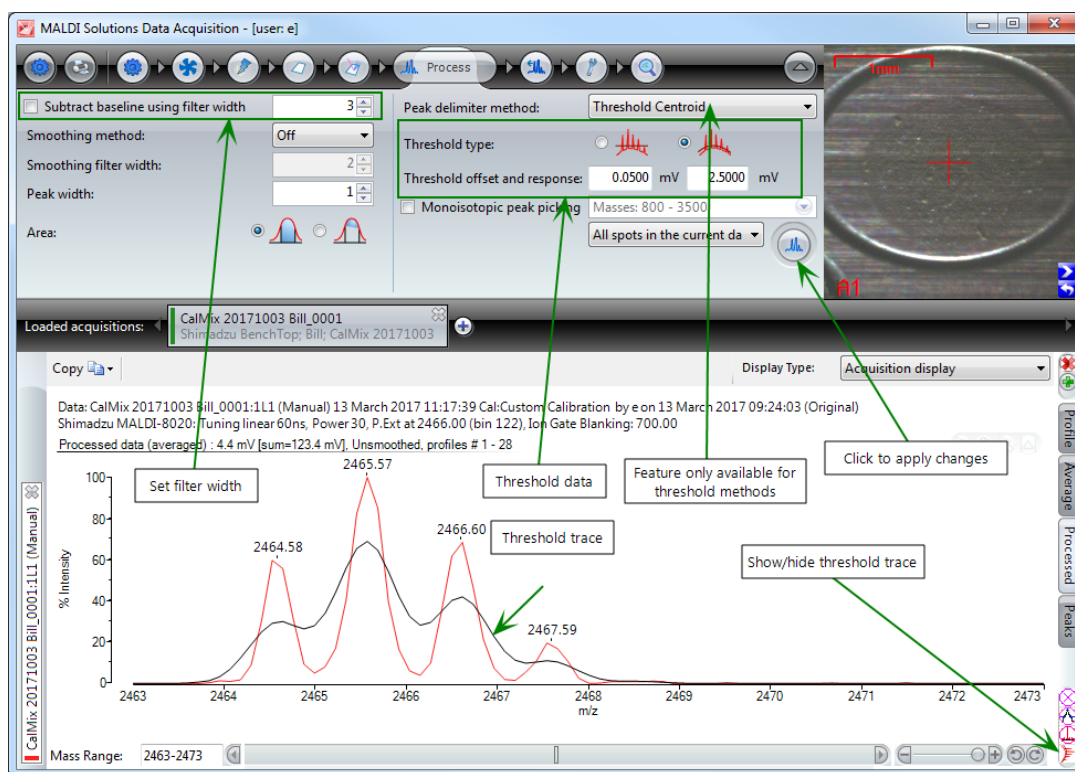 MALDI Solutions Data Acquisition - [user: e]
Process
1mm
A1
Subtract baseline using filter width 3
Smoothing method: Off
Smoothing filter width: 2
Peak width: 1
Area:
Peak delimiter method: Threshold Centroid
Threshold type:
Threshold offset and response: 0.0500 mV 2.5000 mV
Monoisotopic peak picking Masses: 800 - 3500
All spots in the current da
Loaded acquisitions:
CalMix 20171003 Bill_0001
Shimadzu BenchTop; Bill; CalMix 20171003
Copy
Display Type: Acquisition display
Data: CalMix 20171003 Bill_0001:1L1 (Manual) 13 March 2017 11:17:39 Cal:Custom Calibration by e on 13 March 2017 09:24:03 (Original)
Shimadzu MALDI-8020: Tuning linear 60ns, Power 30, P.Ext at 2466.00 (bin 122), Ion Gate Blanking: 700.00
Processed data (averaged) : 4.4 mV [sum=123.4 mV], Unsmoothed, profiles # 1 - 28
Set filter width
Threshold data
Feature only available for
threshold methods
Click to apply changes
Threshold trace
Show/hide threshold trace
% Intensity
100
80
60
40
20
0
2464.58
2465.57
2466.60
2467.59
2463 2464 2465 2466 2467 2468 2469 2470 2471 2472 2473
m/z
CalMix 20171003 Bill_0001:1L1 (Manual)
Profile
Average
Processed
Peaks
Mass Range: 2463-2473